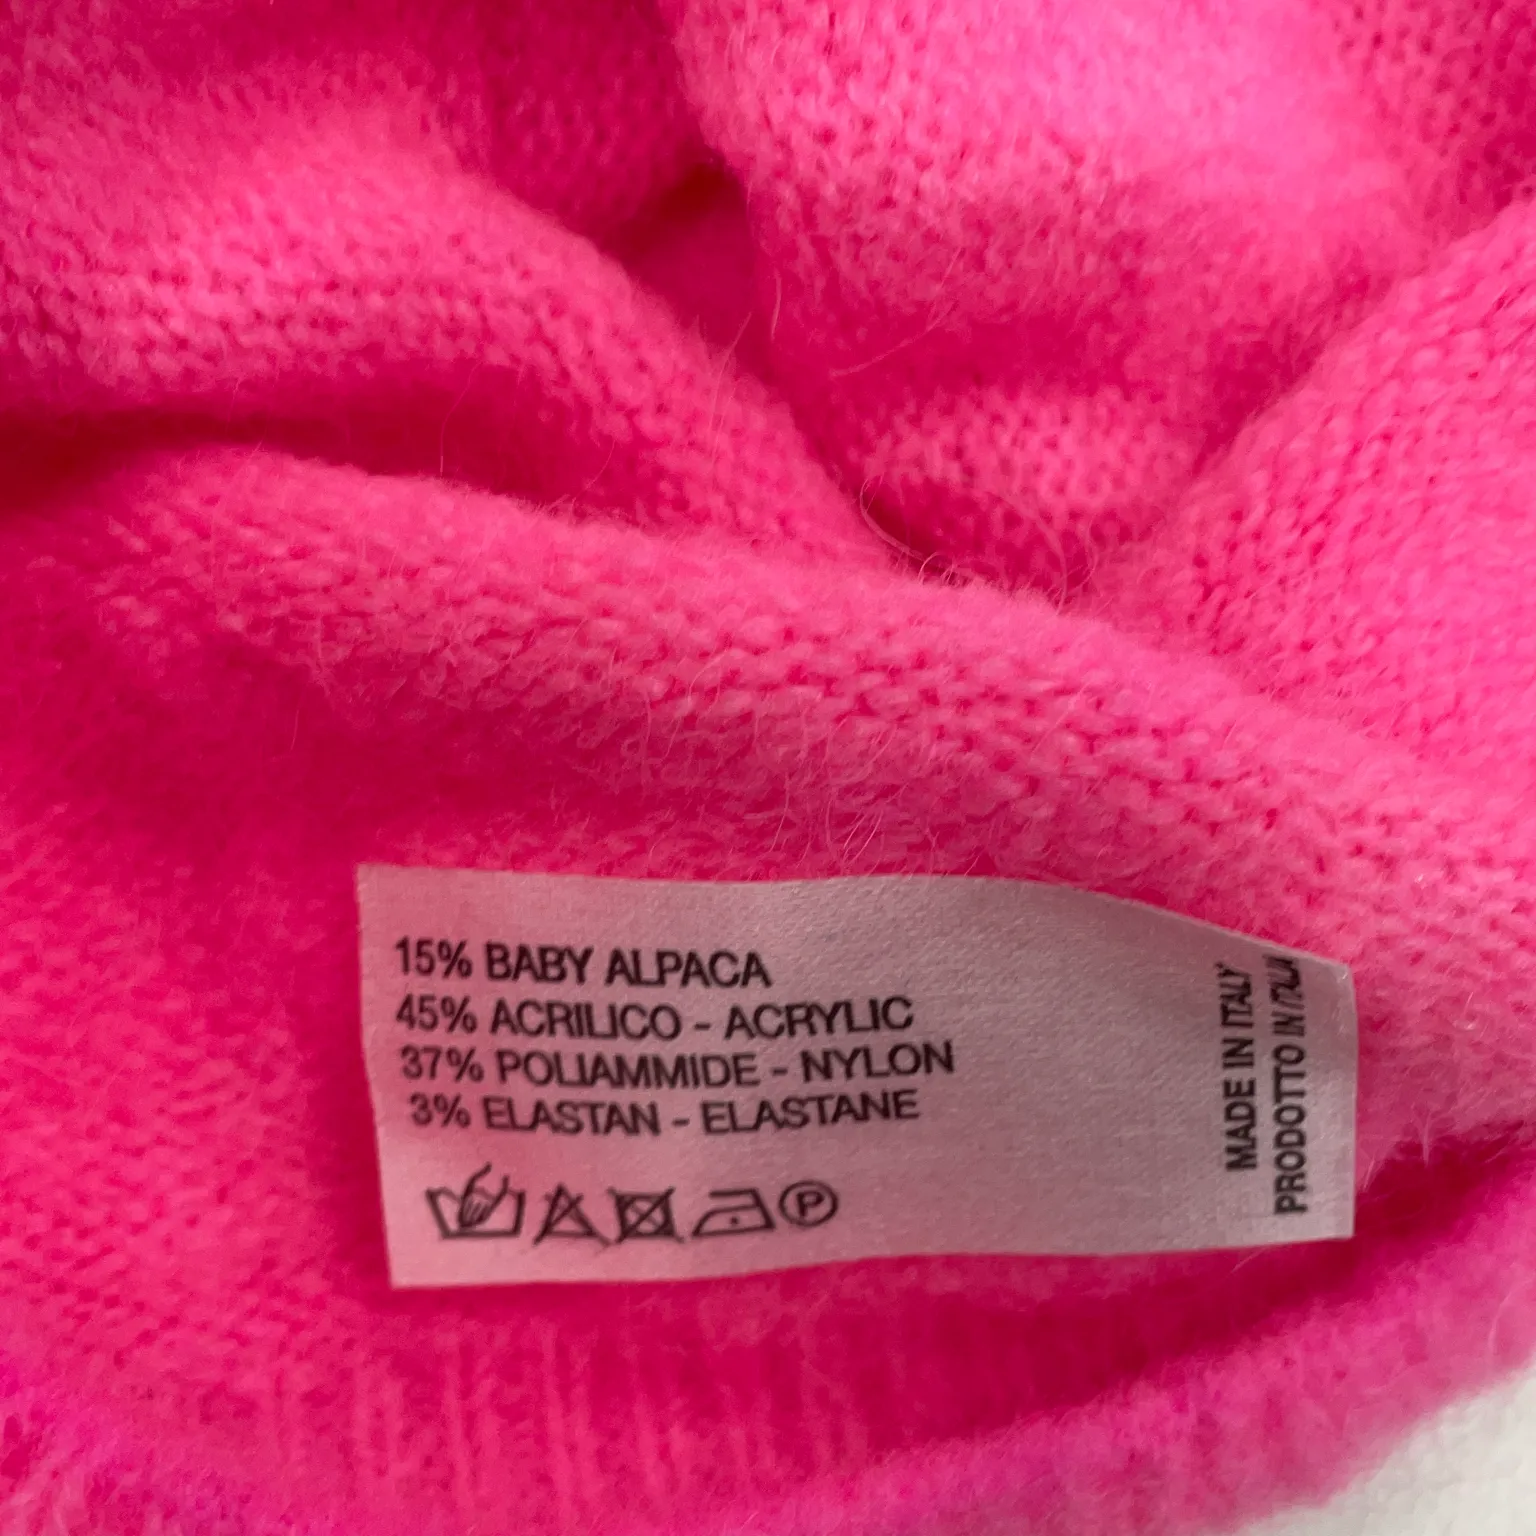 15% BABY ALPACA
45% ACRILICO - ACRYLIC
37% POLIAMMIDE - NYLON
3% ELASTAN - ELASTANE
P
MADE IN ITALY
PRODOTTO IN ITALIA